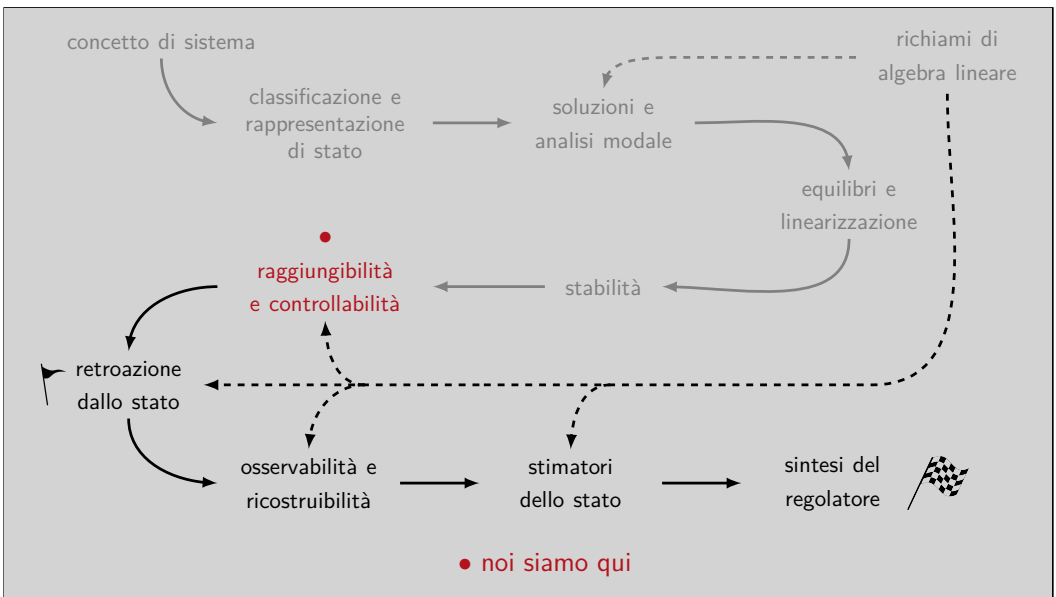 concetto di sistema
richiami di
algebra lineare
classificazione e
rappresentazione
di stato
soluzioni e
analisi modale
equilibri e
linearizzazione
raggiungibilità
e controllabilità
stabilità
retroazione
dallo stato
osservabilità e
ricostruibilità
stimatori
dello stato
sintesi del
regolatore
noi siamo qui